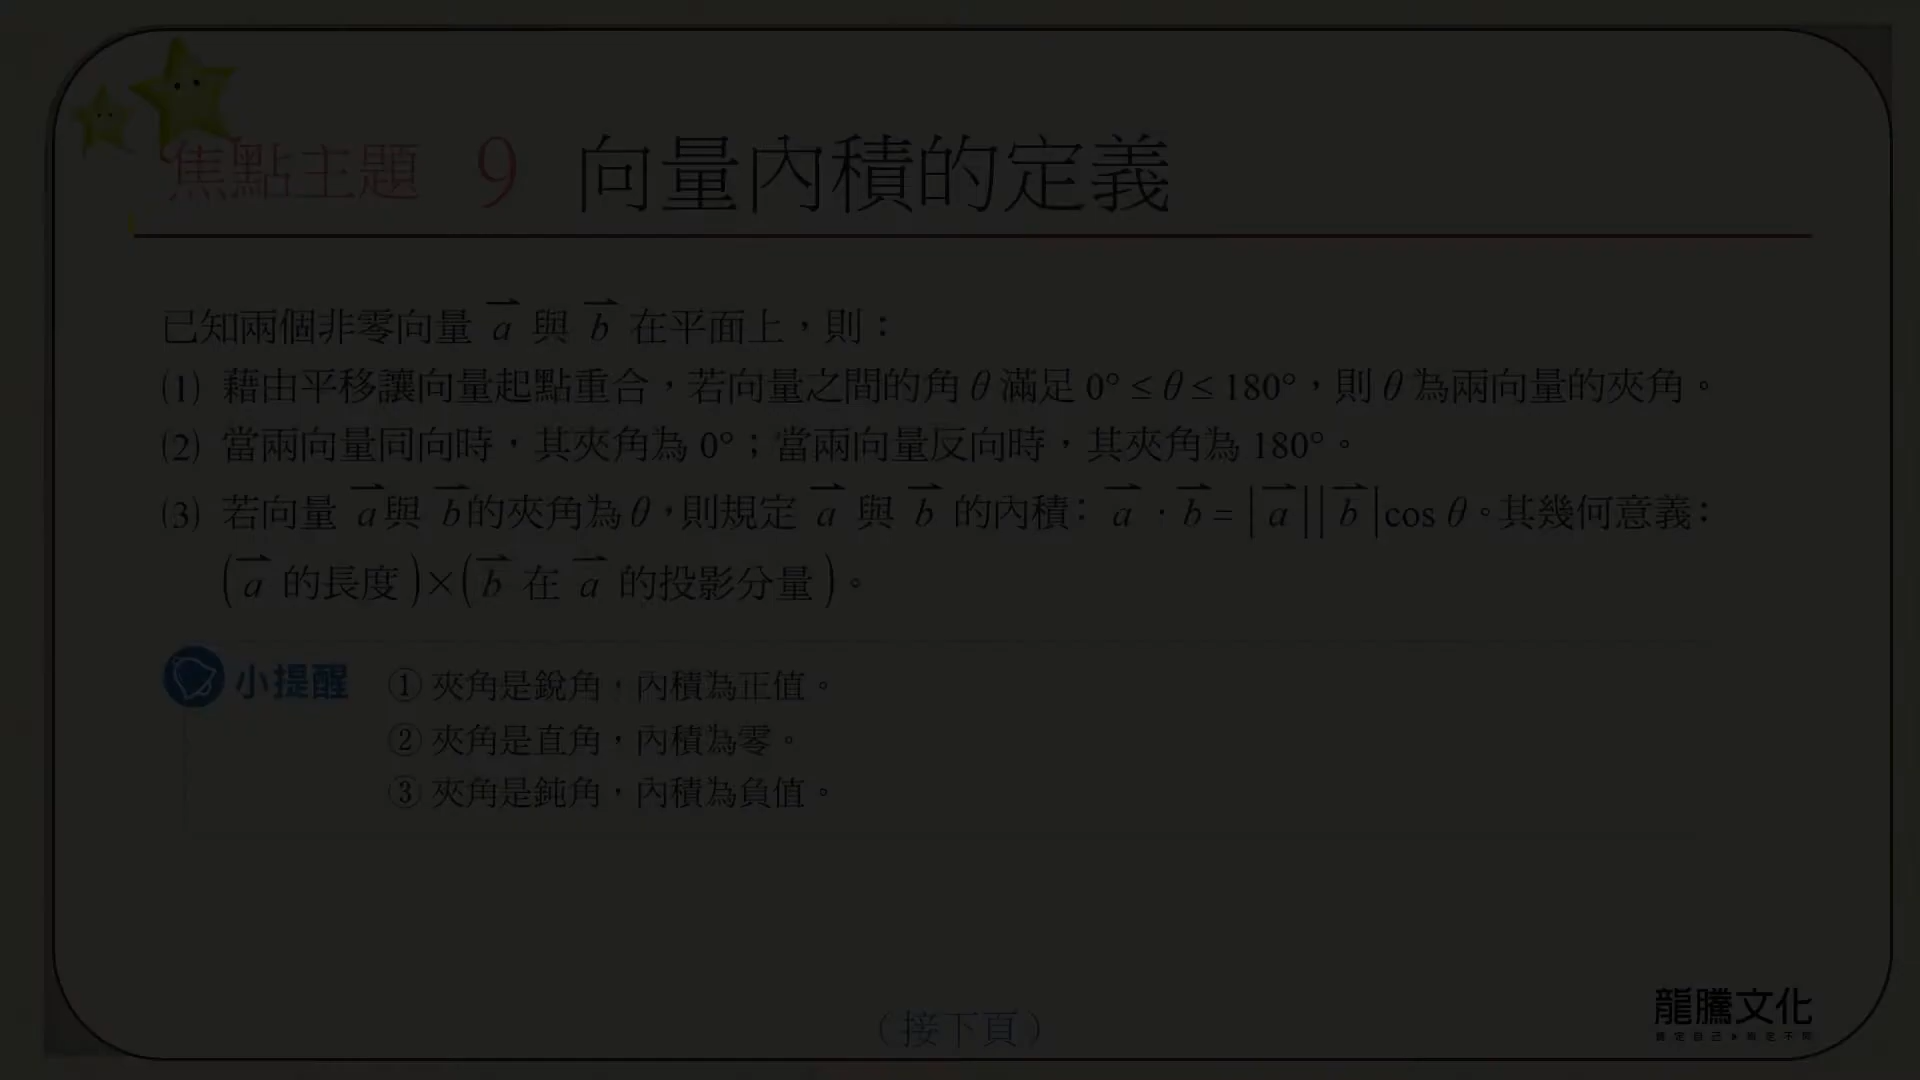 焦點主題 9 向量內積的定義
已知兩個非零向量 a⃗ 與 b⃗ 在平面上，則：
(1) 藉由平移讓向量起點重合，若向量之間的角 θ 滿足 0° ≤ θ ≤ 180°，則 θ 為兩向量的夾角。
(2) 當兩向量同向時，其夾角為 0°；當兩向量反向時，其夾角為 180°。
(3) 若向量 a⃗ 與 b⃗ 的夾角為 θ，則規定 a⃗ 與 b⃗ 的內積：a⃗ · b⃗ = |a⃗||b⃗|cos θ。其幾何意義：
(a⃗ 的長度)×(b⃗ 在 a⃗ 的投影分量)。
小提醒 ① 夾角是銳角，內積為正值。
② 夾角是直角，內積為零。
③ 夾角是鈍角，內積為負值。
（接下頁）
龍騰文化